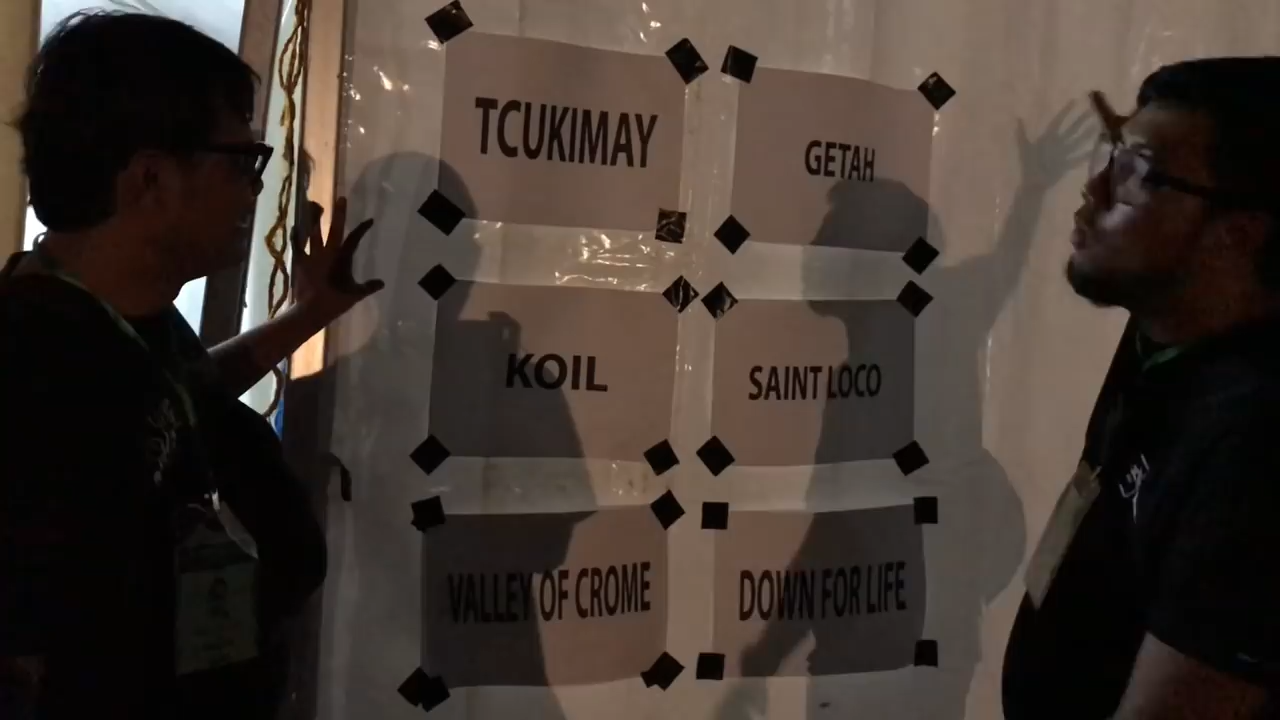 TCUKIMAY
GETAH
KOIL
SAINT LOCO
VALLEY OF CROME
DOWN FOR LIFE